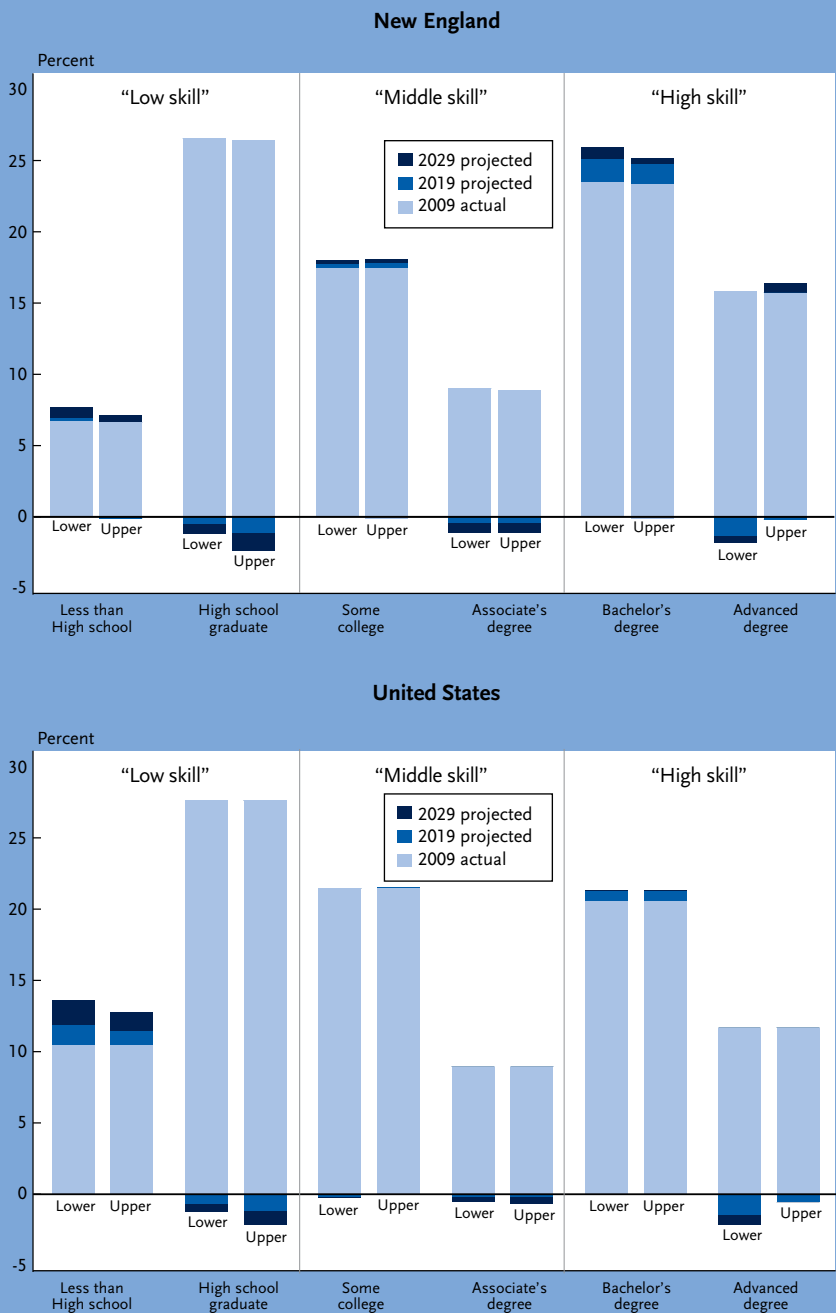 New England
Percent
30
25
20
15
10
5
0
-5
“Low skill”
“Middle skill”
“High skill”
2029 projected
2019 projected
2009 actual
Lower Upper
Lower
Upper
Lower Upper
Lower Upper
Lower Upper
Lower
Upper
Less than
High school
High school
graduate
Some
college
Associate’s
degree
Bachelor’s
degree
Advanced
degree
United States
Percent
30
25
20
15
10
5
0
-5
“Low skill”
“Middle skill”
“High skill”
2029 projected
2019 projected
2009 actual
Lower Upper
Lower
Upper
Lower Upper
Lower Upper
Lower Upper
Lower
Upper
Less than
High school
High school
graduate
Some
college
Associate’s
degree
Bachelor’s
degree
Advanced
degree